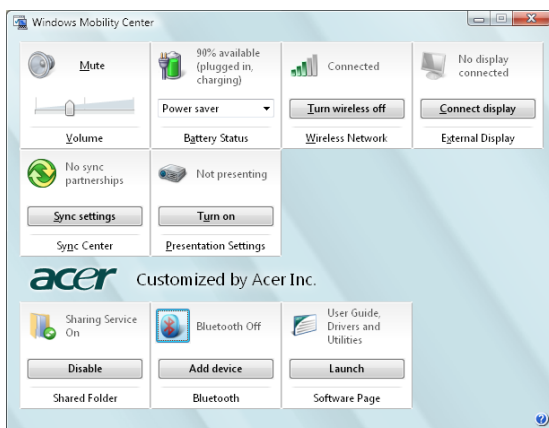 Windows Mobility Center
Mute
Volume
90% available
(plugged in,
charging)
Power saver
Battery Status
Connected
Turn wireless off
Wireless Network
No display
connected
Connect display
External Display
No sync
partnerships
Sync settings
Sync Center
Not presenting
Turn on
Presentation Settings
acer Customized by Acer Inc.
Sharing Service
On
Disable
Shared Folder
Bluetooth Off
Add device
Bluetooth
User Guide,
Drivers and
Utilities
Launch
Software Page